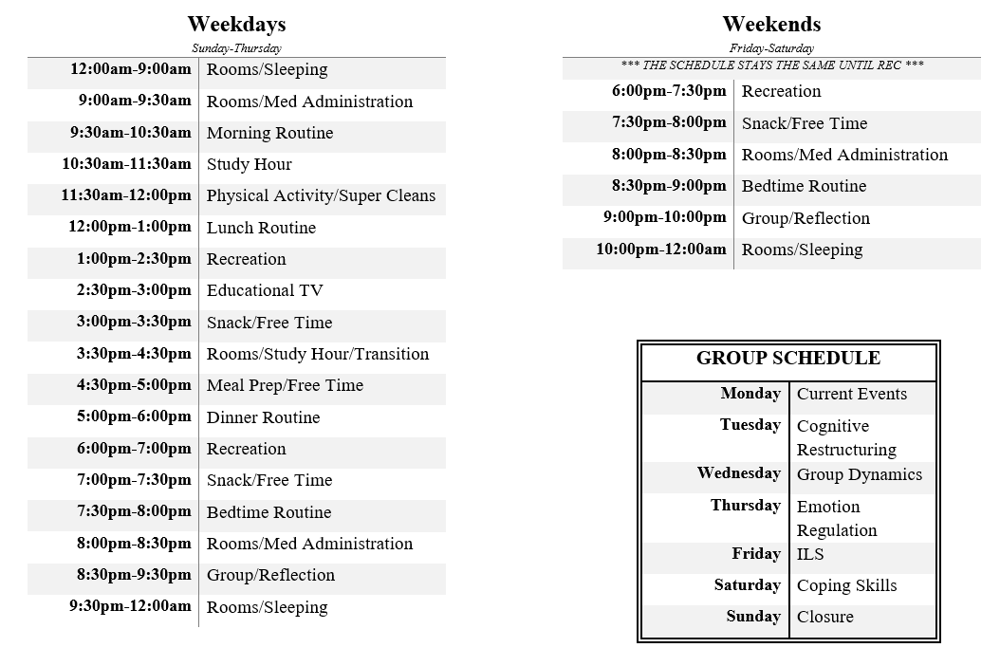 Weekdays
Sunday-Thursday
12:00am-9:00am Rooms/Sleeping
9:00am-9:30am Rooms/Med Administration
9:30am-10:30am Morning Routine
10:30am-11:30am Study Hour
11:30am-12:00pm Physical Activity/Super Cleans
12:00pm-1:00pm Lunch Routine
1:00pm-2:30pm Recreation
2:30pm-3:00pm Educational TV
3:00pm-3:30pm Snack/Free Time
3:30pm-4:30pm Rooms/Study Hour/Transition
4:30pm-5:00pm Meal Prep/Free Time
5:00pm-6:00pm Dinner Routine
6:00pm-7:00pm Recreation
7:00pm-7:30pm Snack/Free Time
7:30pm-8:00pm Bedtime Routine
8:00pm-8:30pm Rooms/Med Administration
8:30pm-9:30pm Group/Reflection
9:30pm-12:00am Rooms/Sleeping
Weekends
Friday-Saturday
*** THE SCHEDULE STAYS THE SAME UNTIL REC ***
6:00pm-7:30pm Recreation
7:30pm-8:00pm Snack/Free Time
8:00pm-8:30pm Rooms/Med Administration
8:30pm-9:00pm Bedtime Routine
9:00pm-10:00pm Group/Reflection
10:00pm-12:00am Rooms/Sleeping
GROUP SCHEDULE
Monday Current Events
Tuesday Cognitive
Restructuring
Wednesday Group Dynamics
Thursday Emotion
Regulation
Friday ILS
Saturday Coping Skills
Sunday Closure